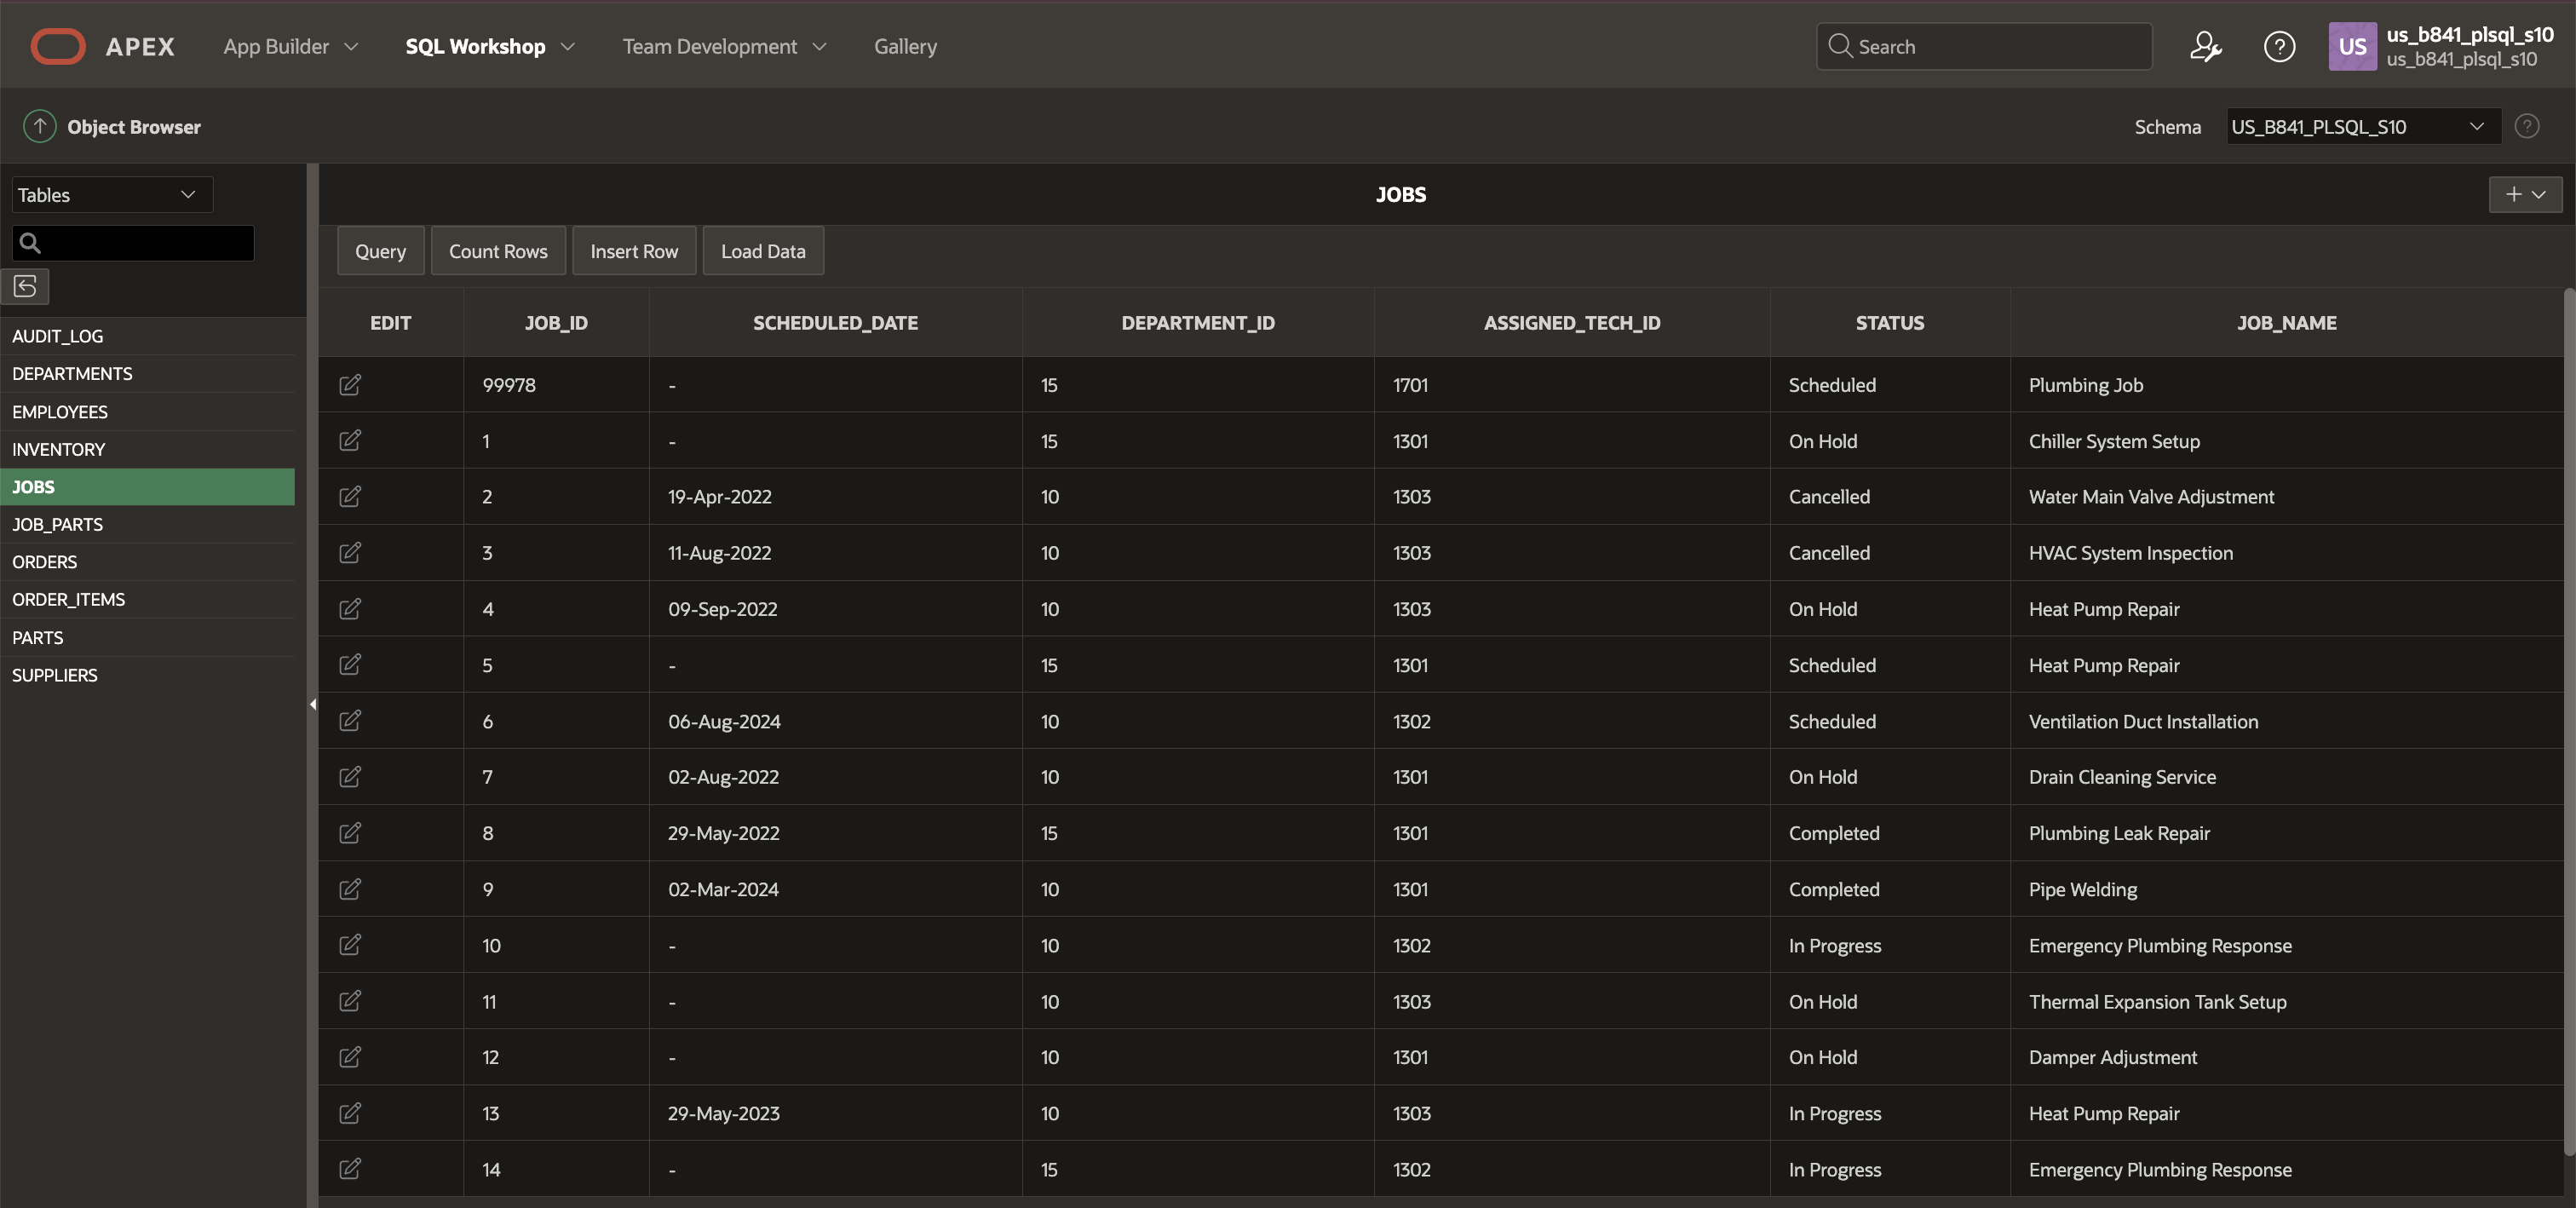 APEX App Builder SQL Workshop Team Development Gallery Search US us_b841_plsql_s10
us_b841_plsql_s10
Object Browser Schema US_B841_PLSQL_S10
Tables
AUDIT_LOG
DEPARTMENTS
EMPLOYEES
INVENTORY
JOBS
JOB_PARTS
ORDERS
ORDER_ITEMS
PARTS
SUPPLIERS
JOBS
Query Count Rows Insert Row Load Data
EDIT JOB_ID SCHEDULED_DATE DEPARTMENT_ID ASSIGNED_TECH_ID STATUS JOB_NAME
99978 - 15 1701 Scheduled Plumbing Job
1 - 15 1301 On Hold Chiller System Setup
2 19-Apr-2022 10 1303 Cancelled Water Main Valve Adjustment
3 11-Aug-2022 10 1303 Cancelled HVAC System Inspection
4 09-Sep-2022 10 1303 On Hold Heat Pump Repair
5 - 15 1301 Scheduled Heat Pump Repair
6 06-Aug-2024 10 1302 Scheduled Ventilation Duct Installation
7 02-Aug-2022 10 1301 On Hold Drain Cleaning Service
8 29-May-2022 15 1301 Completed Plumbing Leak Repair
9 02-Mar-2024 10 1301 Completed Pipe Welding
10 - 10 1302 In Progress Emergency Plumbing Response
11 - 10 1303 On Hold Thermal Expansion Tank Setup
12 - 10 1301 On Hold Damper Adjustment
13 29-May-2023 10 1303 In Progress Heat Pump Repair
14 - 15 1302 In Progress Emergency Plumbing Response